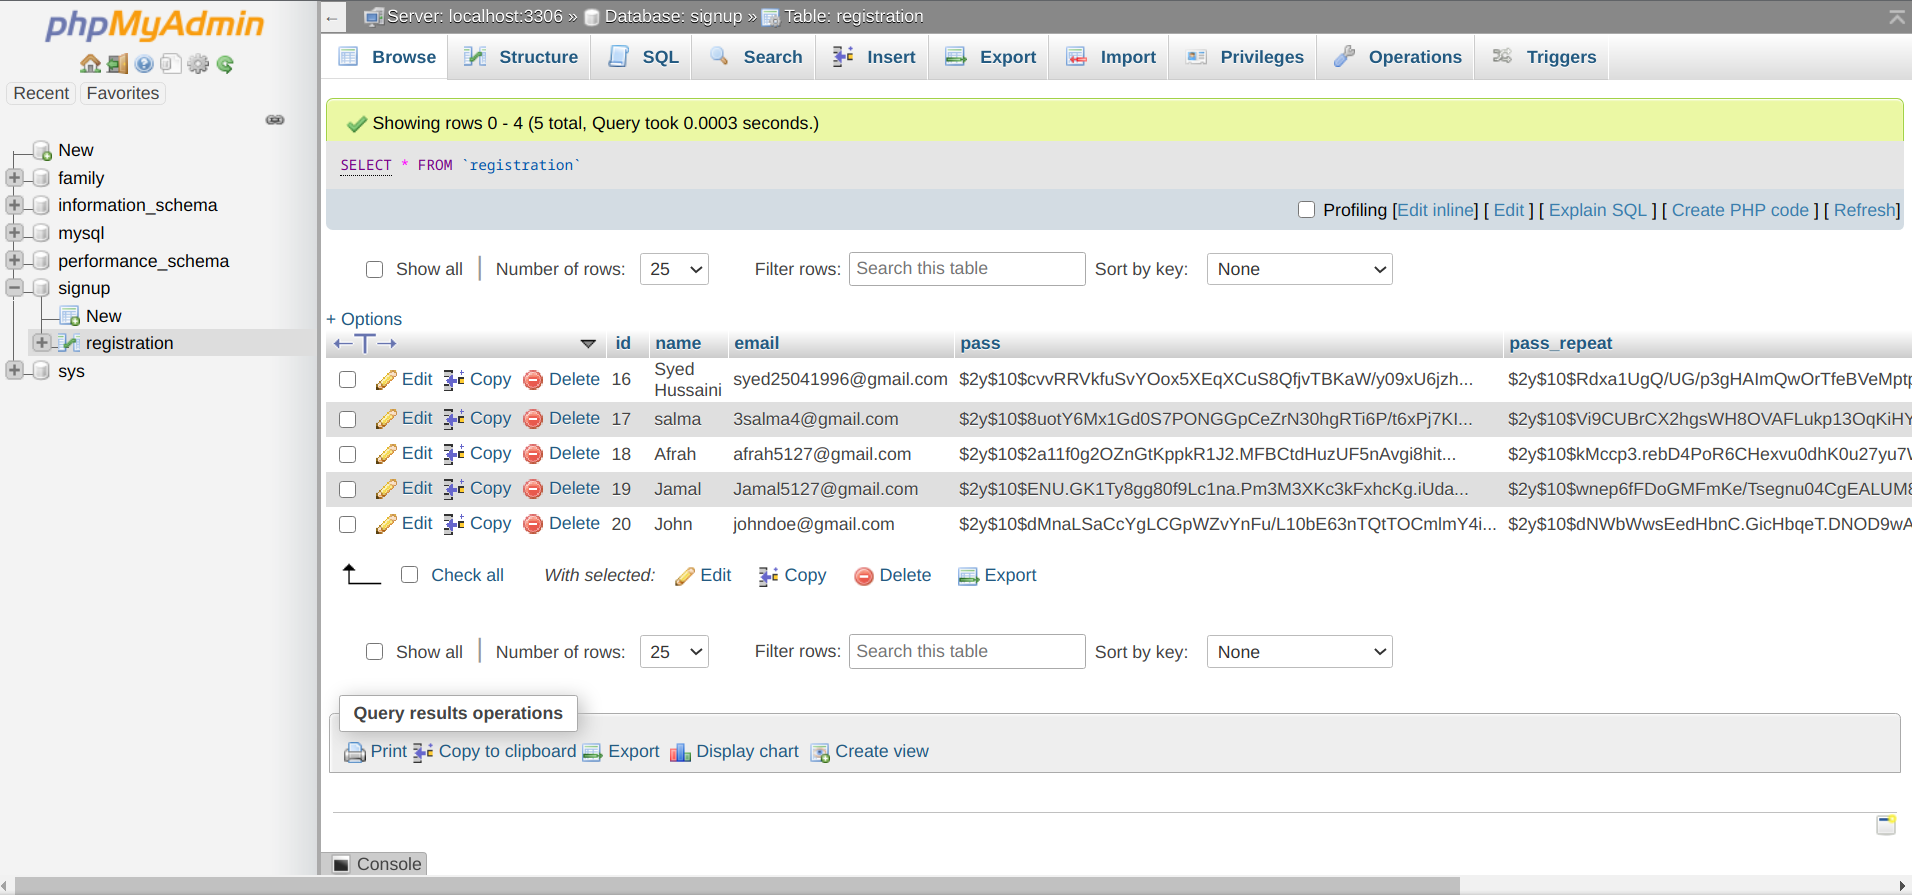 phpMyAdmin
Recent Favorites
New
family
information_schema
mysql
performance_schema
signup
New
registration
sys
← Server: localhost:3306 » Database: signup » Table: registration
Browse Structure SQL Search Insert Export Import Privileges Operations Triggers
Showing rows 0 - 4 (5 total, Query took 0.0003 seconds.)
SELECT * FROM `registration`
Profiling [Edit inline] [ Edit ] [ Explain SQL ] [ Create PHP code ] [ Refresh]
Show all | Number of rows: 25 Filter rows: Search this table Sort by key: None
+ Options
←T→ id name email pass pass_repeat
Edit Copy Delete 16 Syed Hussaini syed25041996@gmail.com $2y$10$cvvRRVkfuSvYOox5XEqXCuS8QfjvTBKaW/y09xU6jzh... $2y$10$Rdxa1UgQ/UG/p3gHAImQwOrTfeBVeMptp
Edit Copy Delete 17 salma 3salma4@gmail.com $2y$10$8uotY6Mx1Gd0S7PONGGpCeZrN30hgRTi6P/t6xPj7KI... $2y$10$Vi9CUBrCX2hgsWH8OVAFLukp13OqKiHY
Edit Copy Delete 18 Afrah afrah5127@gmail.com $2y$10$2a11f0g2OZnGtKppkR1J2.MFBCtdHuzUF5nAvgi8hit... $2y$10$kMccp3.rebD4PoR6CHexvu0dhK0u27yu7V
Edit Copy Delete 19 Jamal Jamal5127@gmail.com $2y$10$ENU.GK1Ty8gg80f9Lc1na.Pm3M3XKc3kFxhcKg.iUda... $2y$10$wnep6fFDoGMFmKe/Tsegnu04CgEALUM8
Edit Copy Delete 20 John johndoe@gmail.com $2y$10$dMnaLSaCcYgLCGpWZvYnFu/L10bE63nTQtTOCmlmY4i... $2y$10$dNWbWwsEedHbnC.GicHbqeT.DNOD9wA
Check all With selected: Edit Copy Delete Export
Show all | Number of rows: 25 Filter rows: Search this table Sort by key: None
Query results operations
Print Copy to clipboard Export Display chart Create view
Console